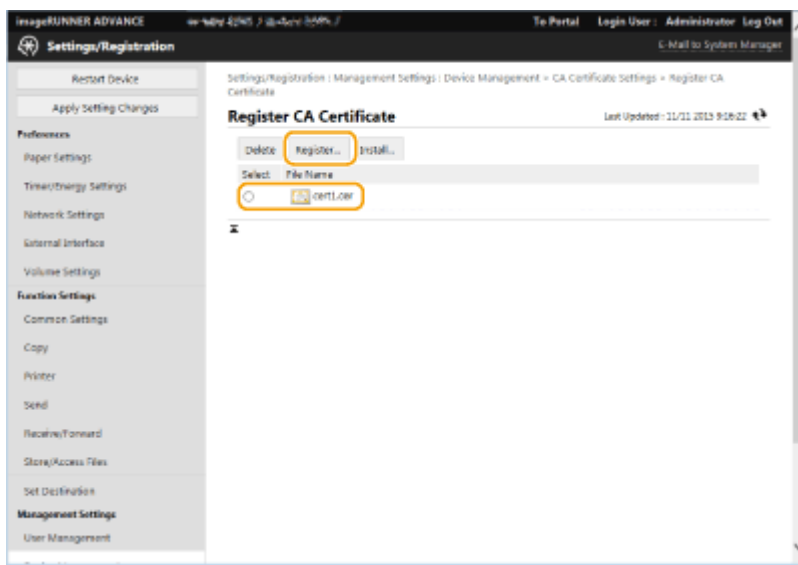 imageRUNNER ADVANCE
To Portal Login User : Administrator Log Out
Settings/Registration
E-Mail to System Manager
Restart Device
Apply Setting Changes
Preferences
Paper Settings
Timer/Energy Settings
Network Settings
External Interface
Volume Settings
Function Settings
Common Settings
Copy
Printer
Send
Receive/Forward
Store/Access Files
Set Destination
Management Settings
User Management
Settings/Registration : Management Settings : Device Management > CA Certificate Settings > Register CA
Certificate
Register CA Certificate
Last Updated : 11/11 2015 9:16:22
Delete Register... Install...
Select File Name
cert1.cer